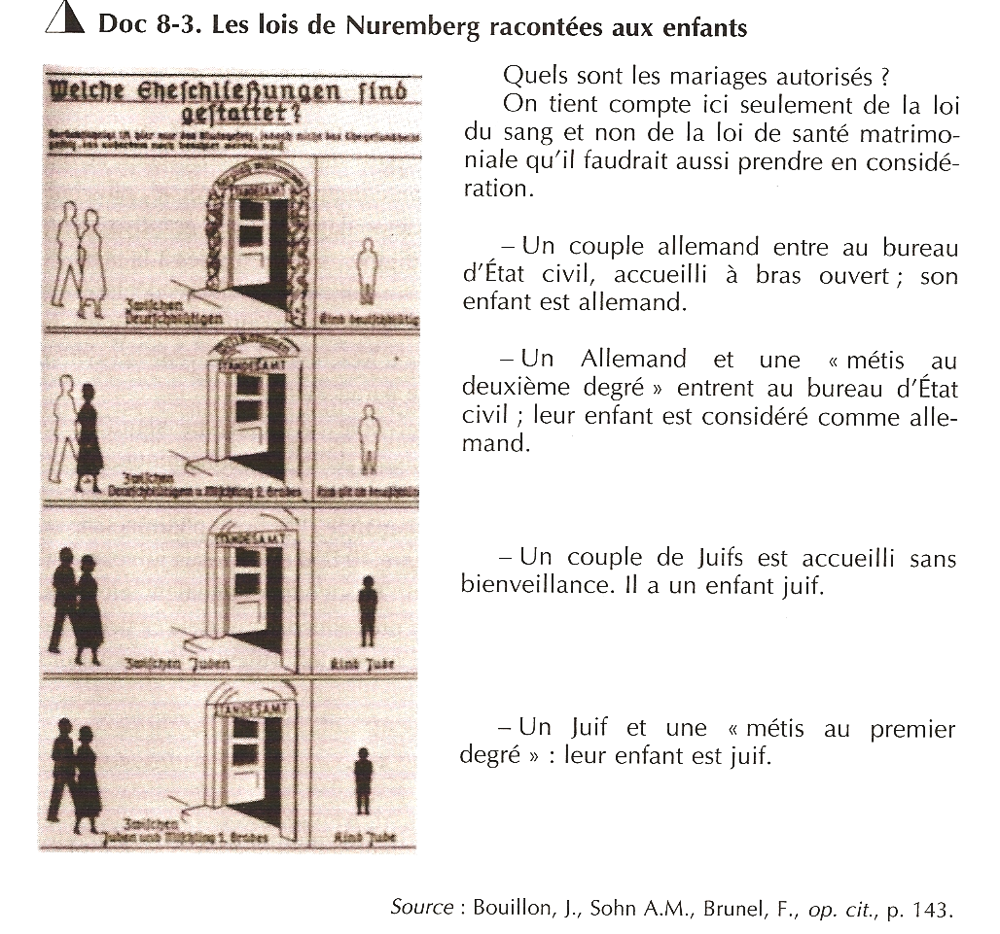 Doc 8-3. Les lois de Nuremberg racontées aux enfants
Welche Eheschließungen sind
gestattet?
STANDESAMT
Zwischen
Deutschblütigen
Kind deutschblütig
Willkommen
STANDESAMT
Zwischen
Deutschblütigen u. Mischling 2. Grades
STANDESAMT
Zwischen Juden
Kind Jude
STANDESAMT
Zwischen
Juden und Mischling 1. Grades
Kind Jude
Quels sont les mariages autorisés ?
On tient compte ici seulement de la loi
du sang et non de la loi de santé matrimo-
niale qu'il faudrait aussi prendre en considé-
ration.
– Un couple allemand entre au bureau
d'État civil, accueilli à bras ouvert ; son
enfant est allemand.
– Un Allemand et une « métis au
deuxième degré » entrent au bureau d'État
civil ; leur enfant est considéré comme alle-
mand.
– Un couple de Juifs est accueilli sans
bienveillance. Il a un enfant juif.
– Un Juif et une « métis au premier
degré » : leur enfant est juif.
Source : Bouillon, J., Sohn A.M., Brunel, F., op. cit., p. 143.